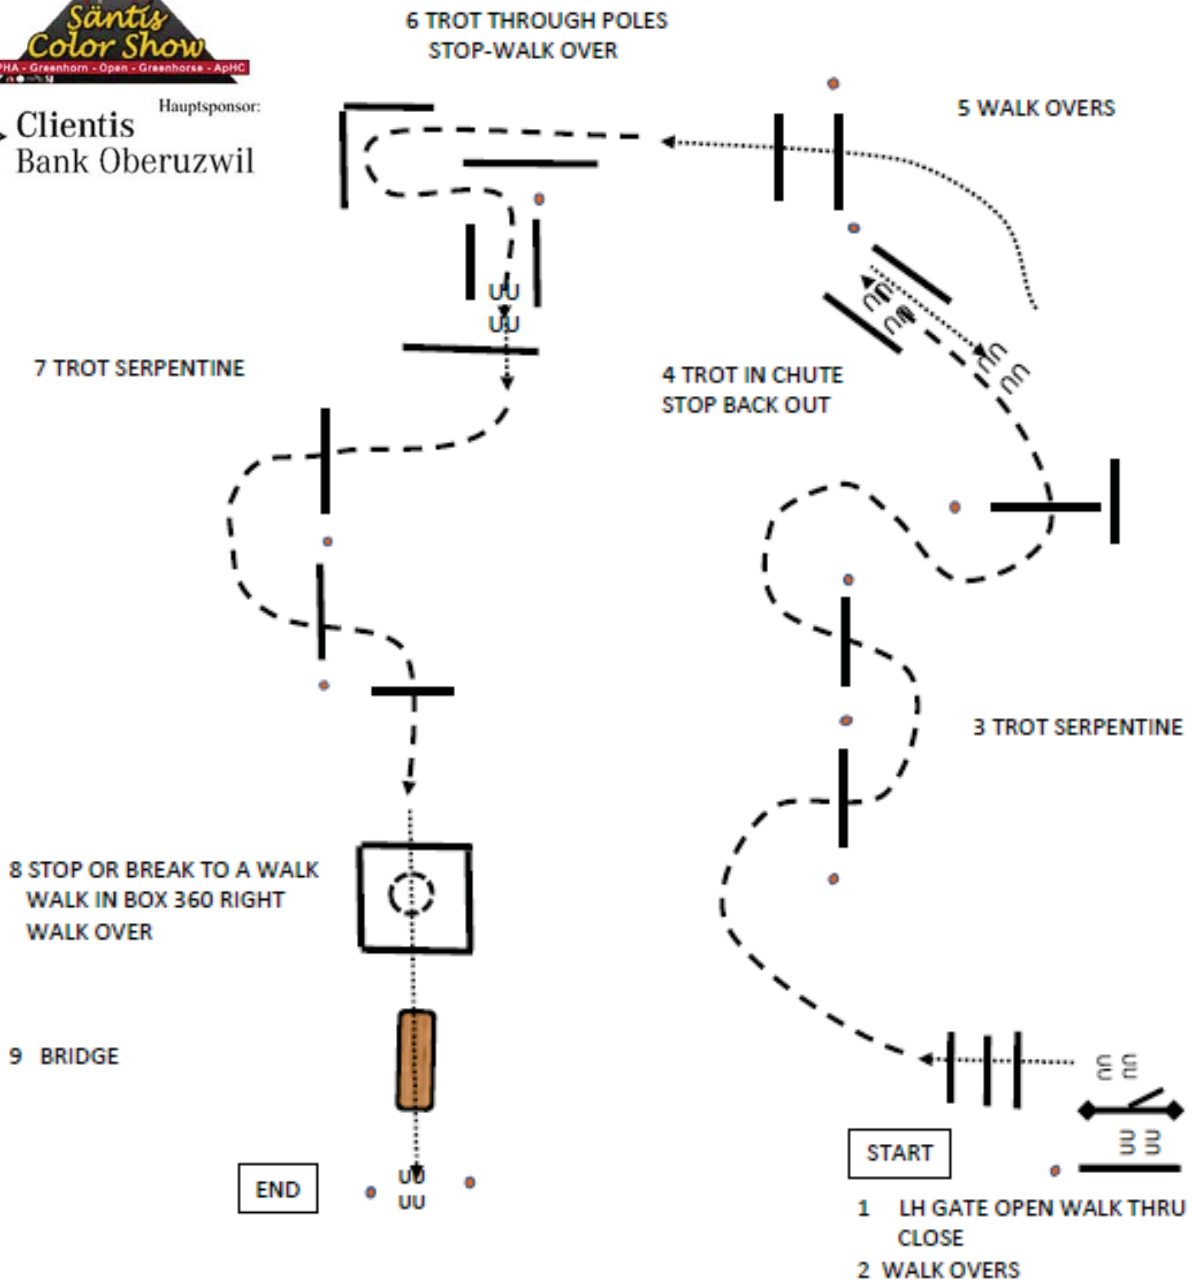 Säntis
Color Show
PHA - Greenhorn - Open - Greenhorse - ApHC
Hauptsponsor:
Clientis
Bank Oberuzwil
6 TROT THROUGH POLES
STOP-WALK OVER
5 WALK OVERS
7 TROT SERPENTINE
4 TROT IN CHUTE
STOP BACK OUT
3 TROT SERPENTINE
8 STOP OR BREAK TO A WALK
WALK IN BOX 360 RIGHT
WALK OVER
9 BRIDGE
END
START
1 LH GATE OPEN WALK THRU
CLOSE
2 WALK OVERS